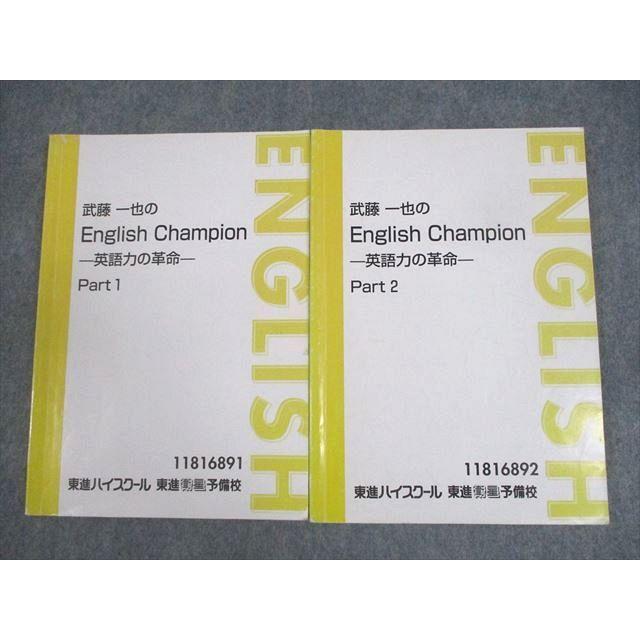 武藤 一也の
English Champion
—英語力の革命—
Part 1
ENGLISH
11816891
東進ハイスクール 東進衛星予備校
武藤 一也の
English Champion
—英語力の革命—
Part 2
ENGLISH
11816892
東進ハイスクール 東進衛星予備校